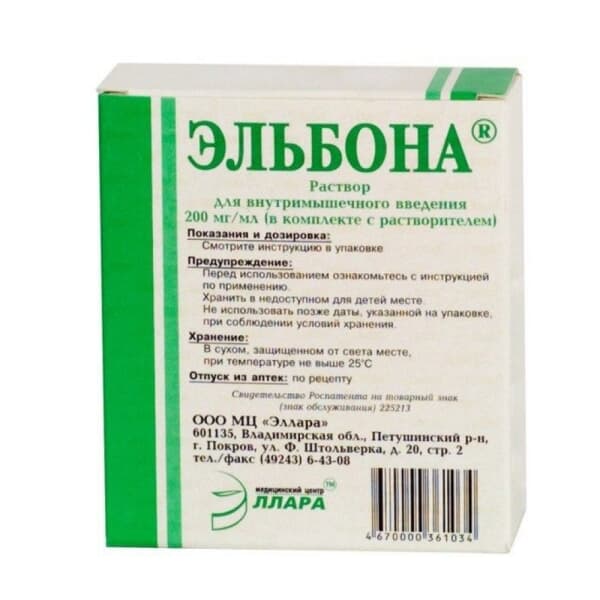 ЭЛЬБОНА®
Раствор
для внутримышечного введения
200 мг/мл (в комплекте с растворителем)
Показания и дозировка:
Смотрите инструкцию в упаковке
Предупреждение:
Перед использованием ознакомьтесь с инструкцией
по применению.
Хранить в недоступном для детей месте
Не использовать позже даты, указанной на упаковке,
при соблюдении условий хранения.
Хранение:
В сухом, защищенном от света месте,
при температуре не выше 25°С
Отпуск из аптек: по рецепту
Свидетельство Роспатента на товарный знак
(знак обслуживания) 225213
ООО МЦ «Эллара»
601135, Владимирская обл., Петушинский р-н,
г. Покров, ул. Ф. Штольверка, д. 20, стр. 2
тел./факс (49243) 6-43-08
медицинский центр ТМ
ЭЛЛАРА
4 670000 361034